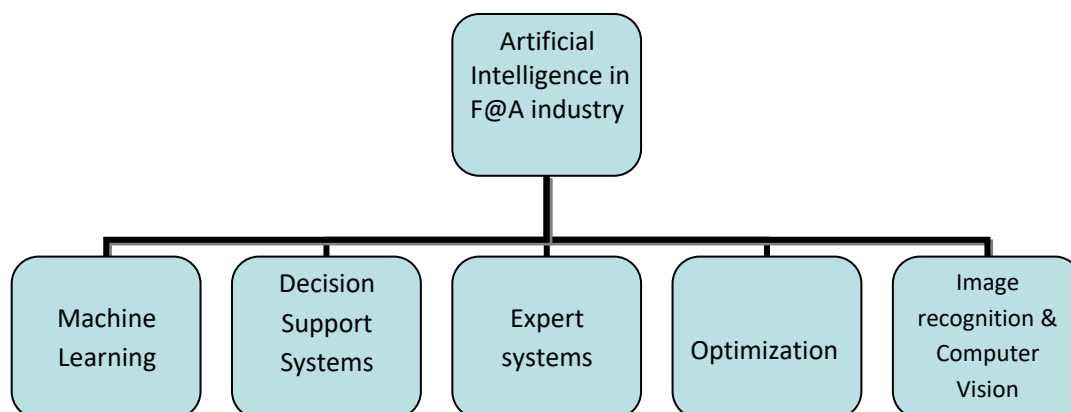 Artificial
Intelligence in
F@A industry
Machine
Learning
Decision
Support
Systems
Expert
systems
Optimization
Image
recognition &
Computer
Vision